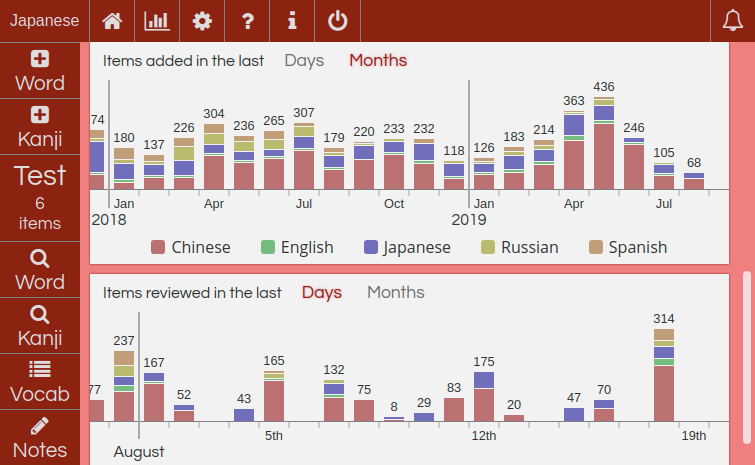 Japanese
?
Word
Kanji
Test
6
items
Word
Kanji
Vocab
Notes
Items added in the last Days Months
74 180 137 226 304 236 265 307 179 220 233 232 118 126 183 214 363 436 246 105 68
Jan Apr Jul Oct Jan Apr Jul
2018 2019
Chinese English Japanese Russian Spanish
Items reviewed in the last Days Months
77 237 167 52 43 165 132 75 8 29 83 175 20 47 70 314
5th 12th 19th
August